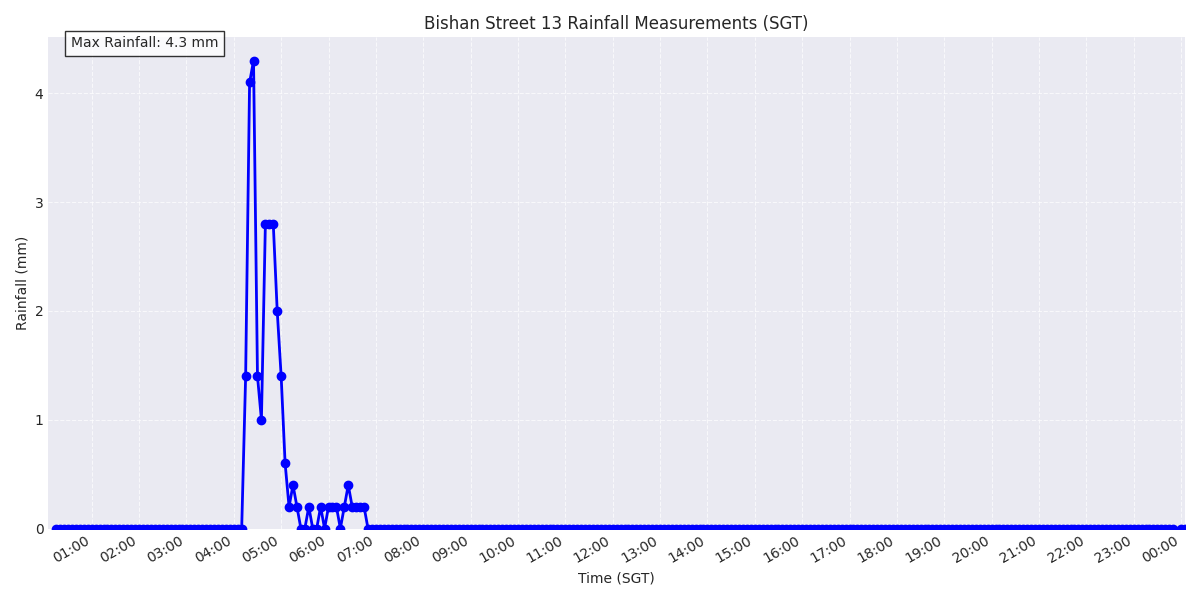 Bishan Street 13 Rainfall Measurements (SGT)
Max Rainfall: 4.3 mm
Rainfall (mm)
4
3
2
1
0
01:00 02:00 03:00 04:00 05:00 06:00 07:00 08:00 09:00 10:00 11:00 12:00 13:00 14:00 15:00 16:00 17:00 18:00 19:00 20:00 21:00 22:00 23:00 00:00
Time (SGT)